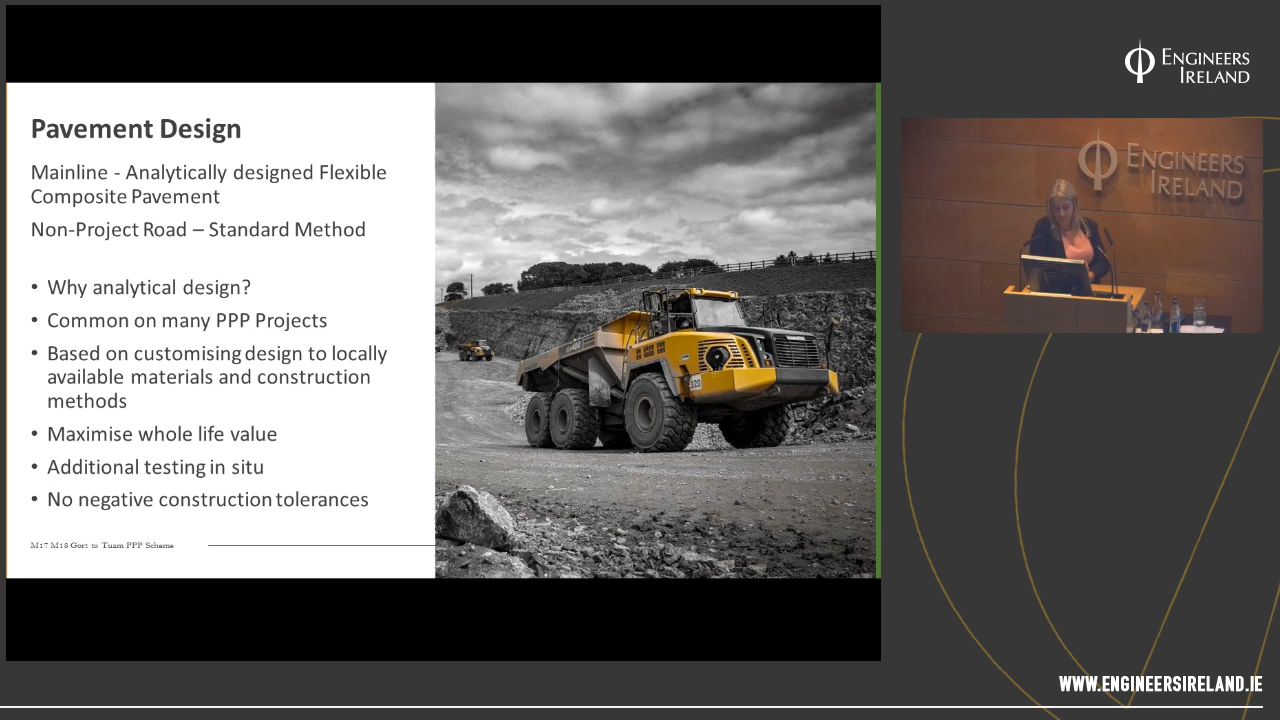 ENGINEERS
IRELAND
Pavement Design
Mainline - Analytically designed Flexible
Composite Pavement
Non-Project Road – Standard Method
• Why analytical design?
• Common on many PPP Projects
• Based on customising design to locally
available materials and construction
methods
• Maximise whole life value
• Additional testing in situ
• No negative construction tolerances
M17 M18 Gort to Tuam PPP Scheme
ENGINEERS
IRELAND
WWW.ENGINEERSIRELAND.IE